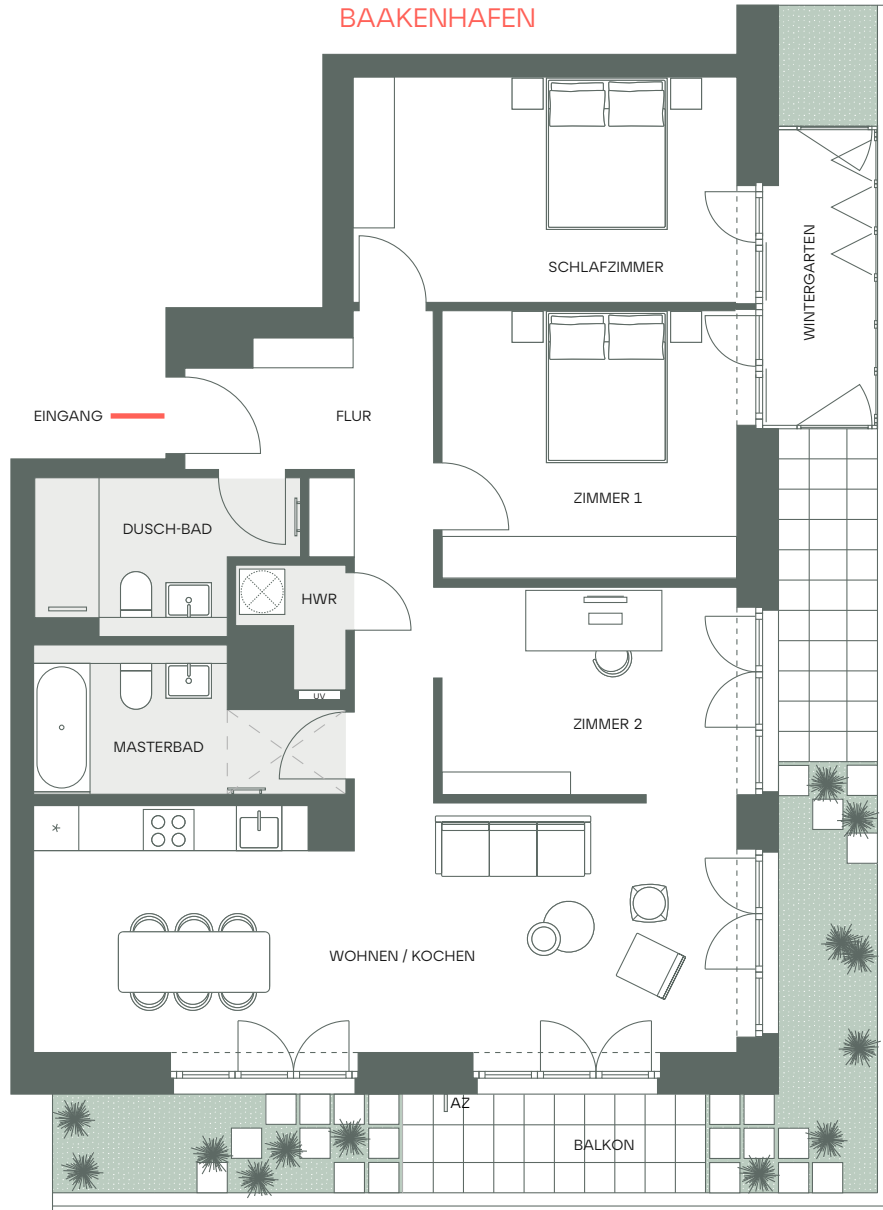 BAAKENHAFEN
SCHLAFZIMMER
WINTERGARTEN
EINGANG
FLUR
ZIMMER 1
DUSCH-BAD
HWR
UV
ZIMMER 2
MASTERBAD
WOHNEN / KOCHEN
AZ
BALKON